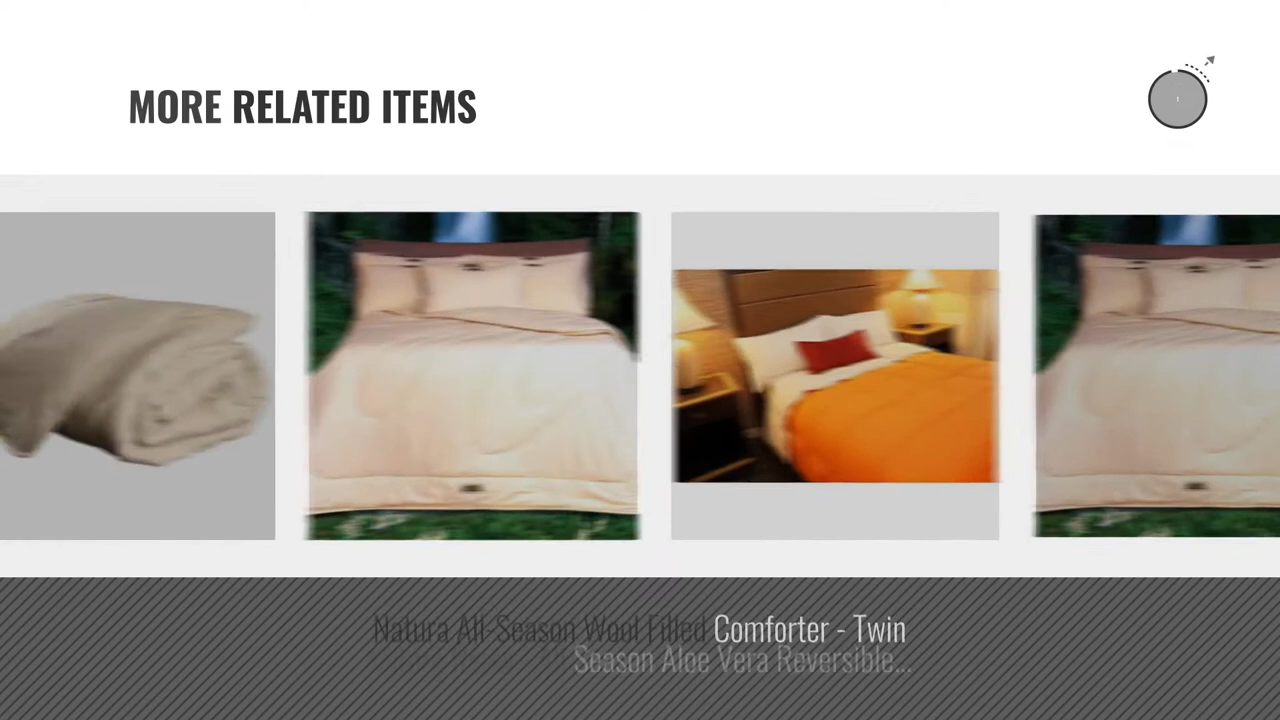 MORE RELATED ITEMS
Natura All-Season Wool Filled Comforter - Twin
Season Aloe Vera Reversible...